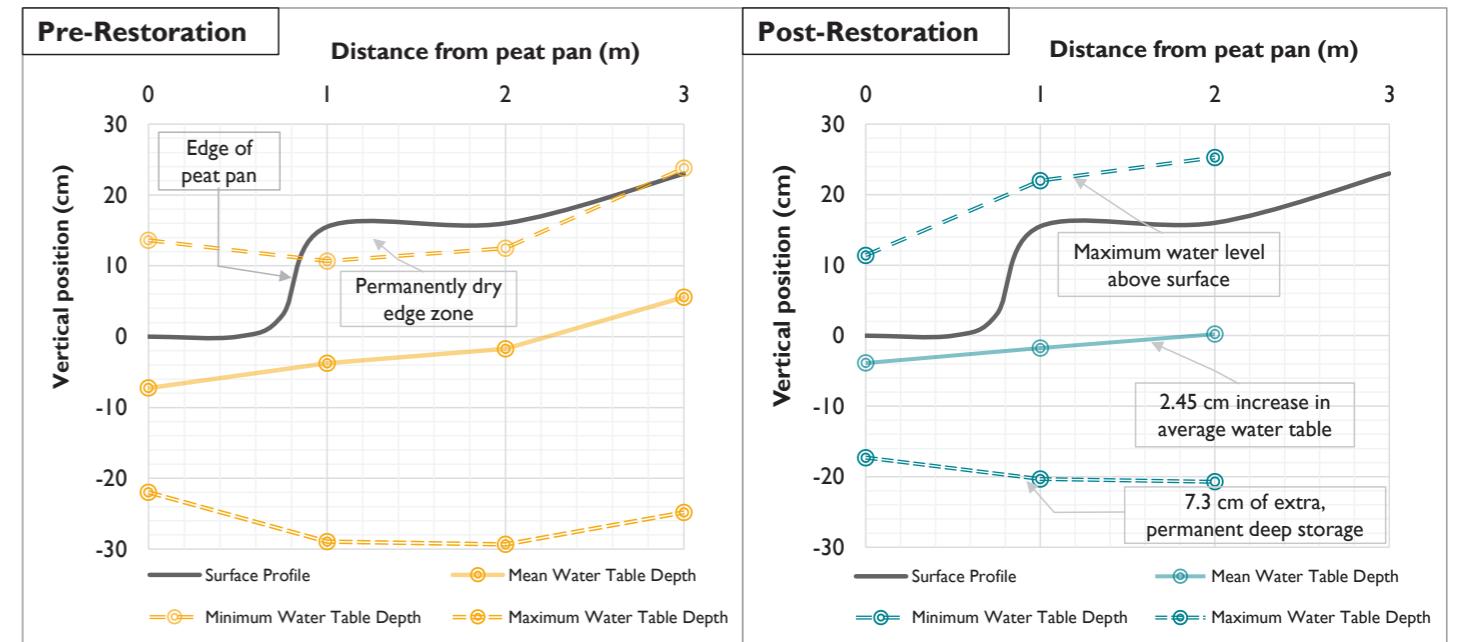 Pre-Restoration
Distance from peat pan (m)
0 1 2 3
30
20
10
0
-10
-20
-30
Vertical position (cm)
Edge of
peat pan
Permanently dry
edge zone
Surface Profile
Mean Water Table Depth
Minimum Water Table Depth
Maximum Water Table Depth
Post-Restoration
Distance from peat pan (m)
0 1 2 3
30
20
10
0
-10
-20
-30
Vertical position (cm)
Maximum water level
above surface
2.45 cm increase in
average water table
7.3 cm of extra,
permanent deep storage
Surface Profile
Mean Water Table Depth
Minimum Water Table Depth
Maximum Water Table Depth